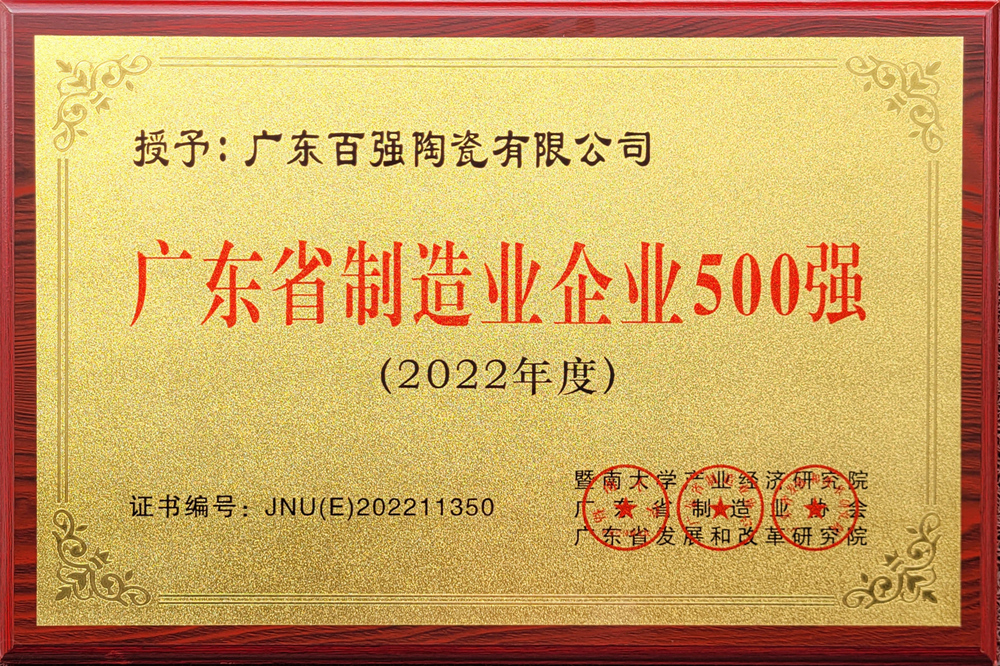 授予：广东百强陶瓷有限公司
广东省制造业企业500强
(2022年度)
证书编号：JNU(E)202211350
暨南大学产业经济研究院
广东省制造业协会
广东省发展和改革研究院